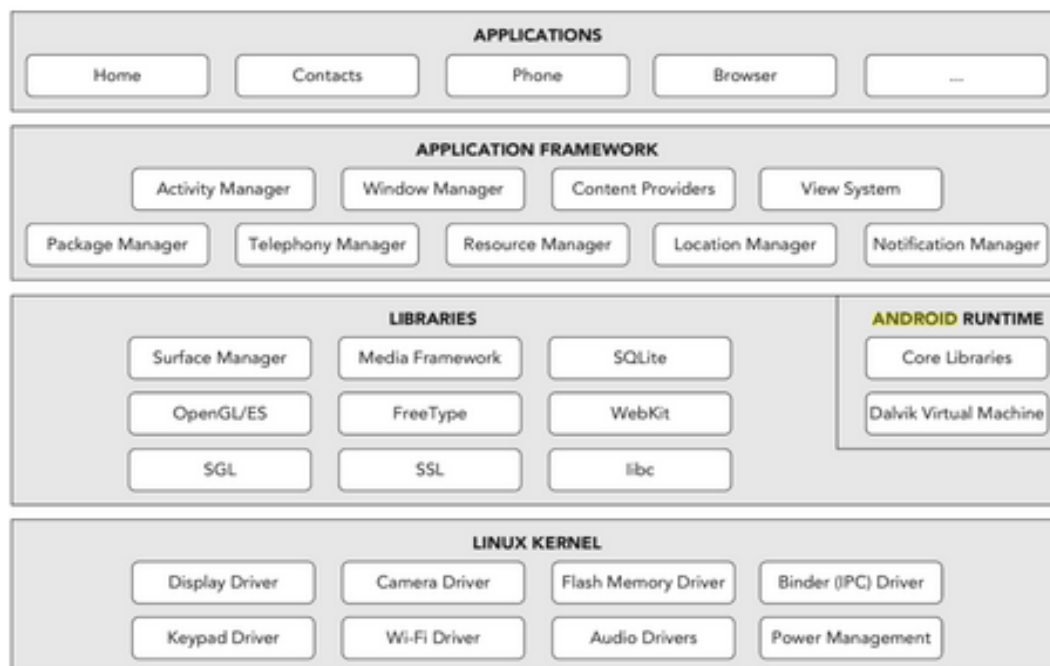 APPLICATIONS
Home Contacts Phone Browser ....
APPLICATION FRAMEWORK
Activity Manager Window Manager Content Providers View System
Package Manager Telephony Manager Resource Manager Location Manager Notification Manager
LIBRARIES
Surface Manager Media Framework SQLite
OpenGL/ES FreeType WebKit
SGL SSL libc
ANDROID RUNTIME
Core Libraries
Dalvik Virtual Machine
LINUX KERNEL
Display Driver Camera Driver Flash Memory Driver Binder (IPC) Driver
Keypad Driver Wi-Fi Driver Audio Drivers Power Management